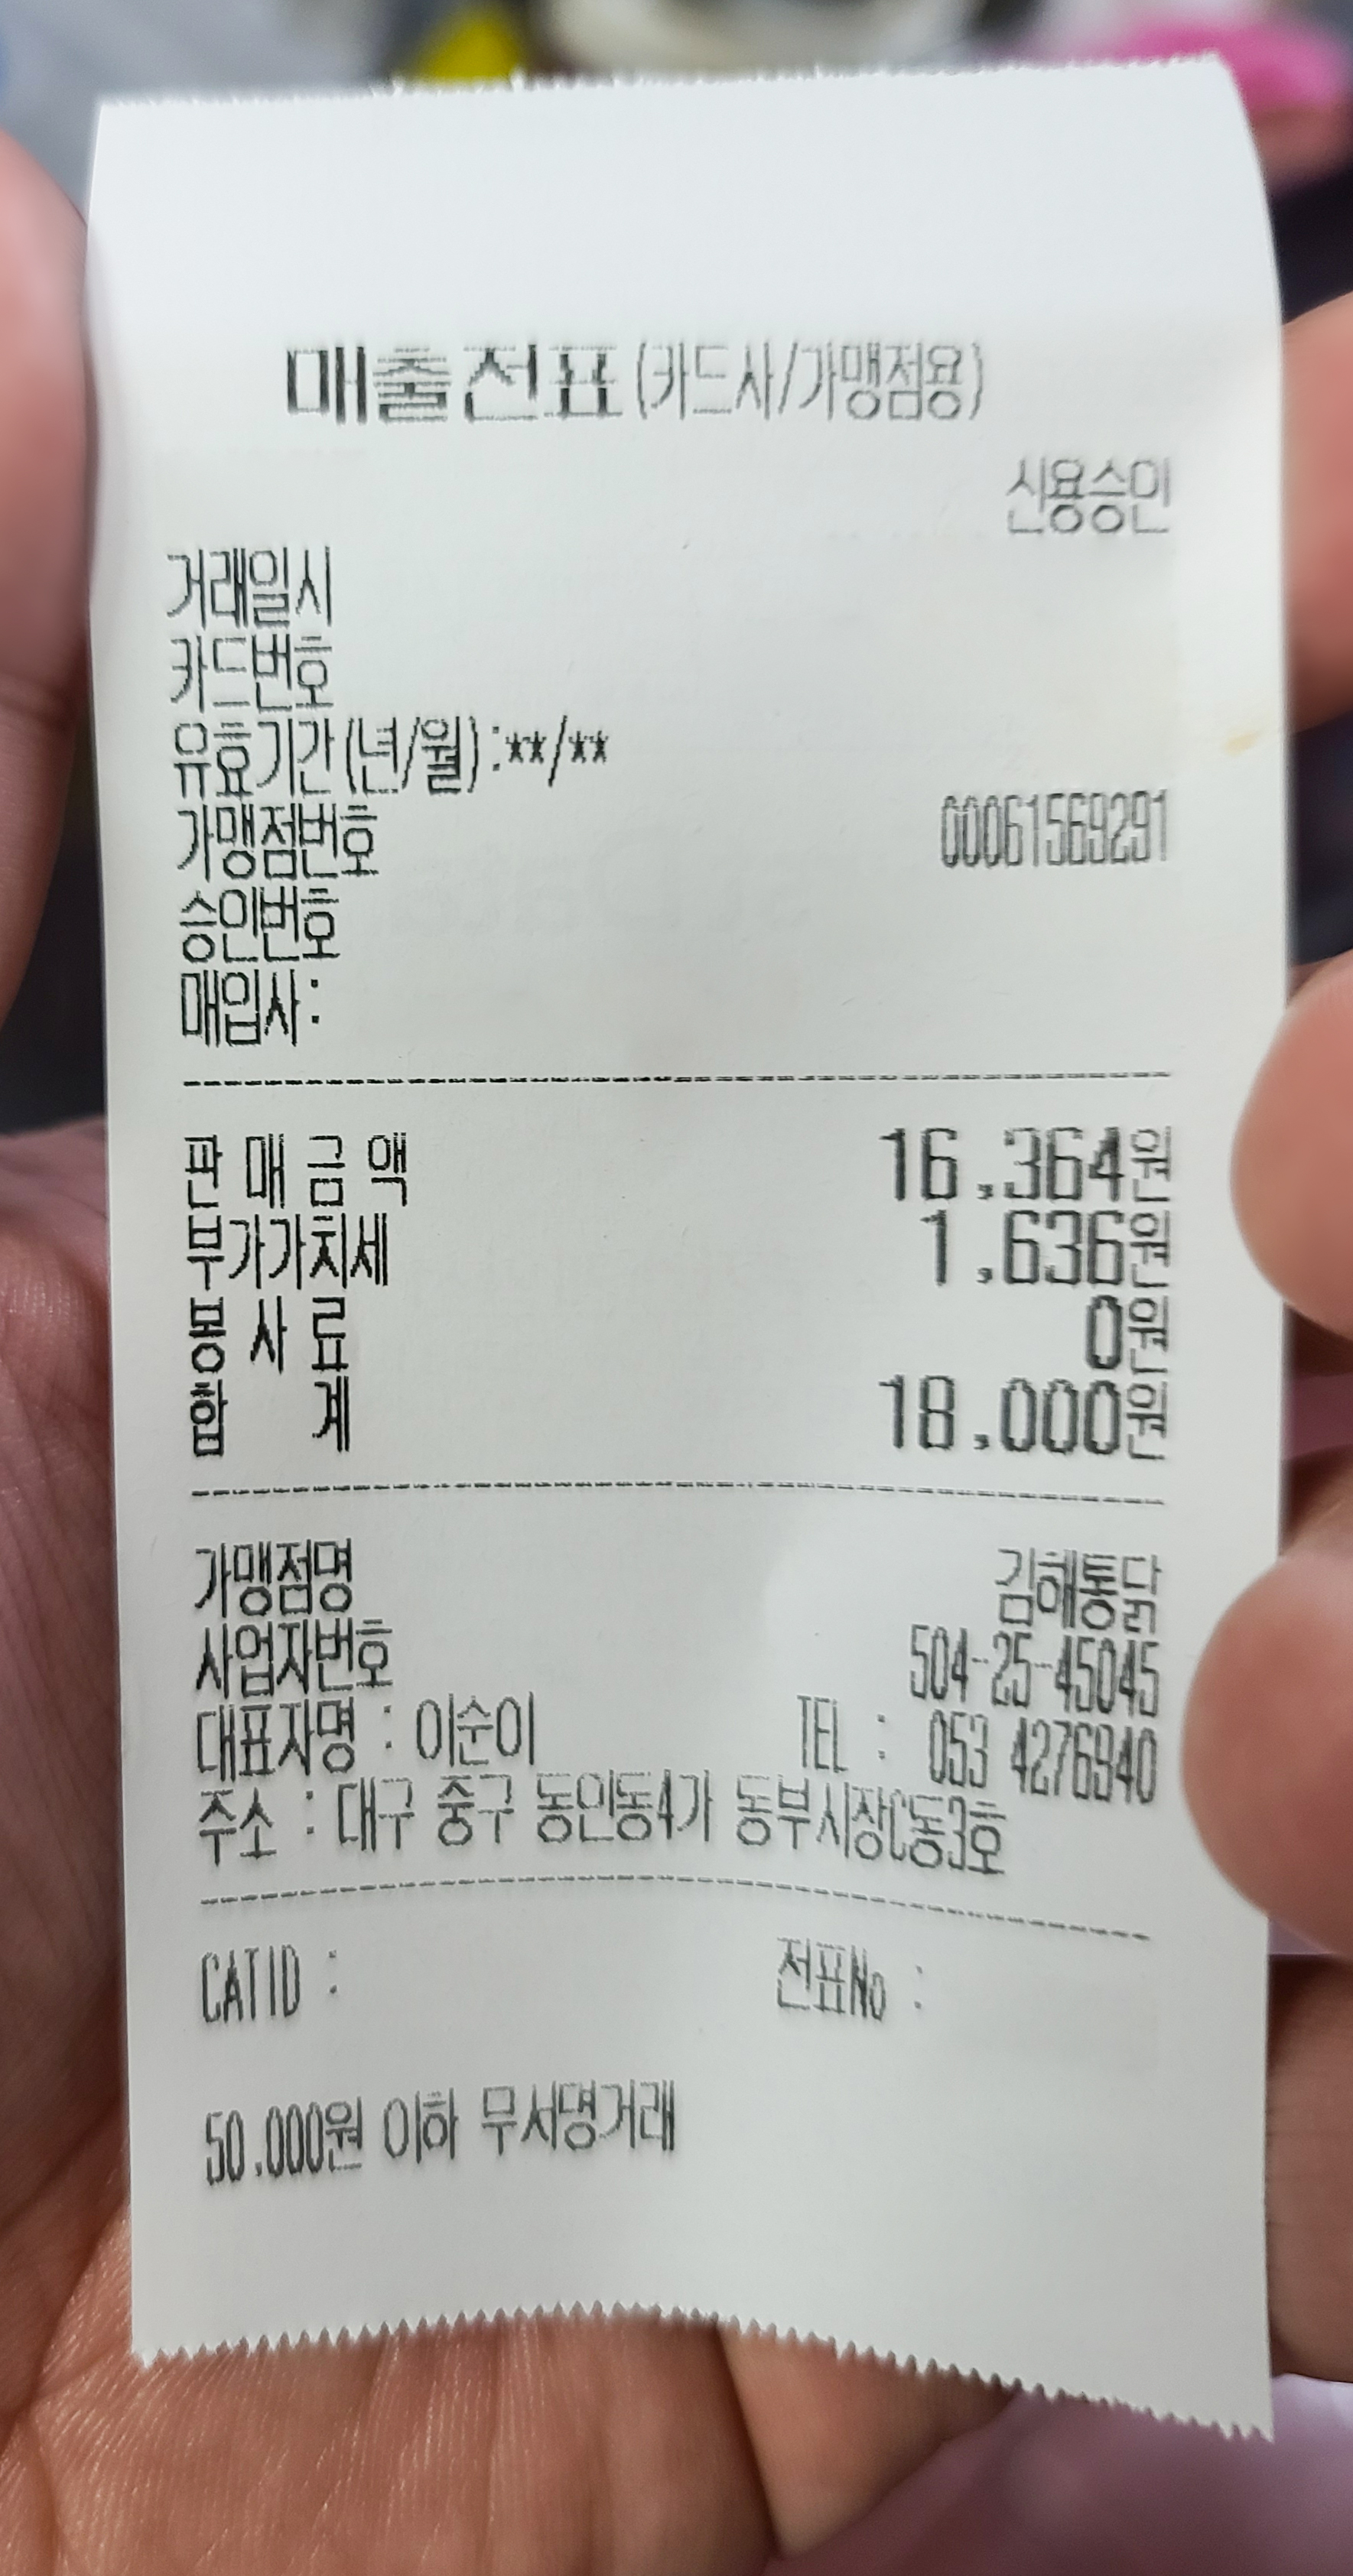 매출전표(카드사/가맹점용)
신용승인
거래일시
카드번호
유효기간(년/월):**/**
가맹점번호 00061569291
승인번호
매입사:
판 매 금 액 16,364원
부가가치세 1,636원
봉 사 료 0원
합 계 18,000원
가맹점명 김해통닭
사업자번호 504-25-45045
대표자명 : 이순이 TEL : 053 4276940
주소 : 대구 중구 동인동4가 동부시장C동3호
CATID : 전표No :
50,000원 이하 무서명거래